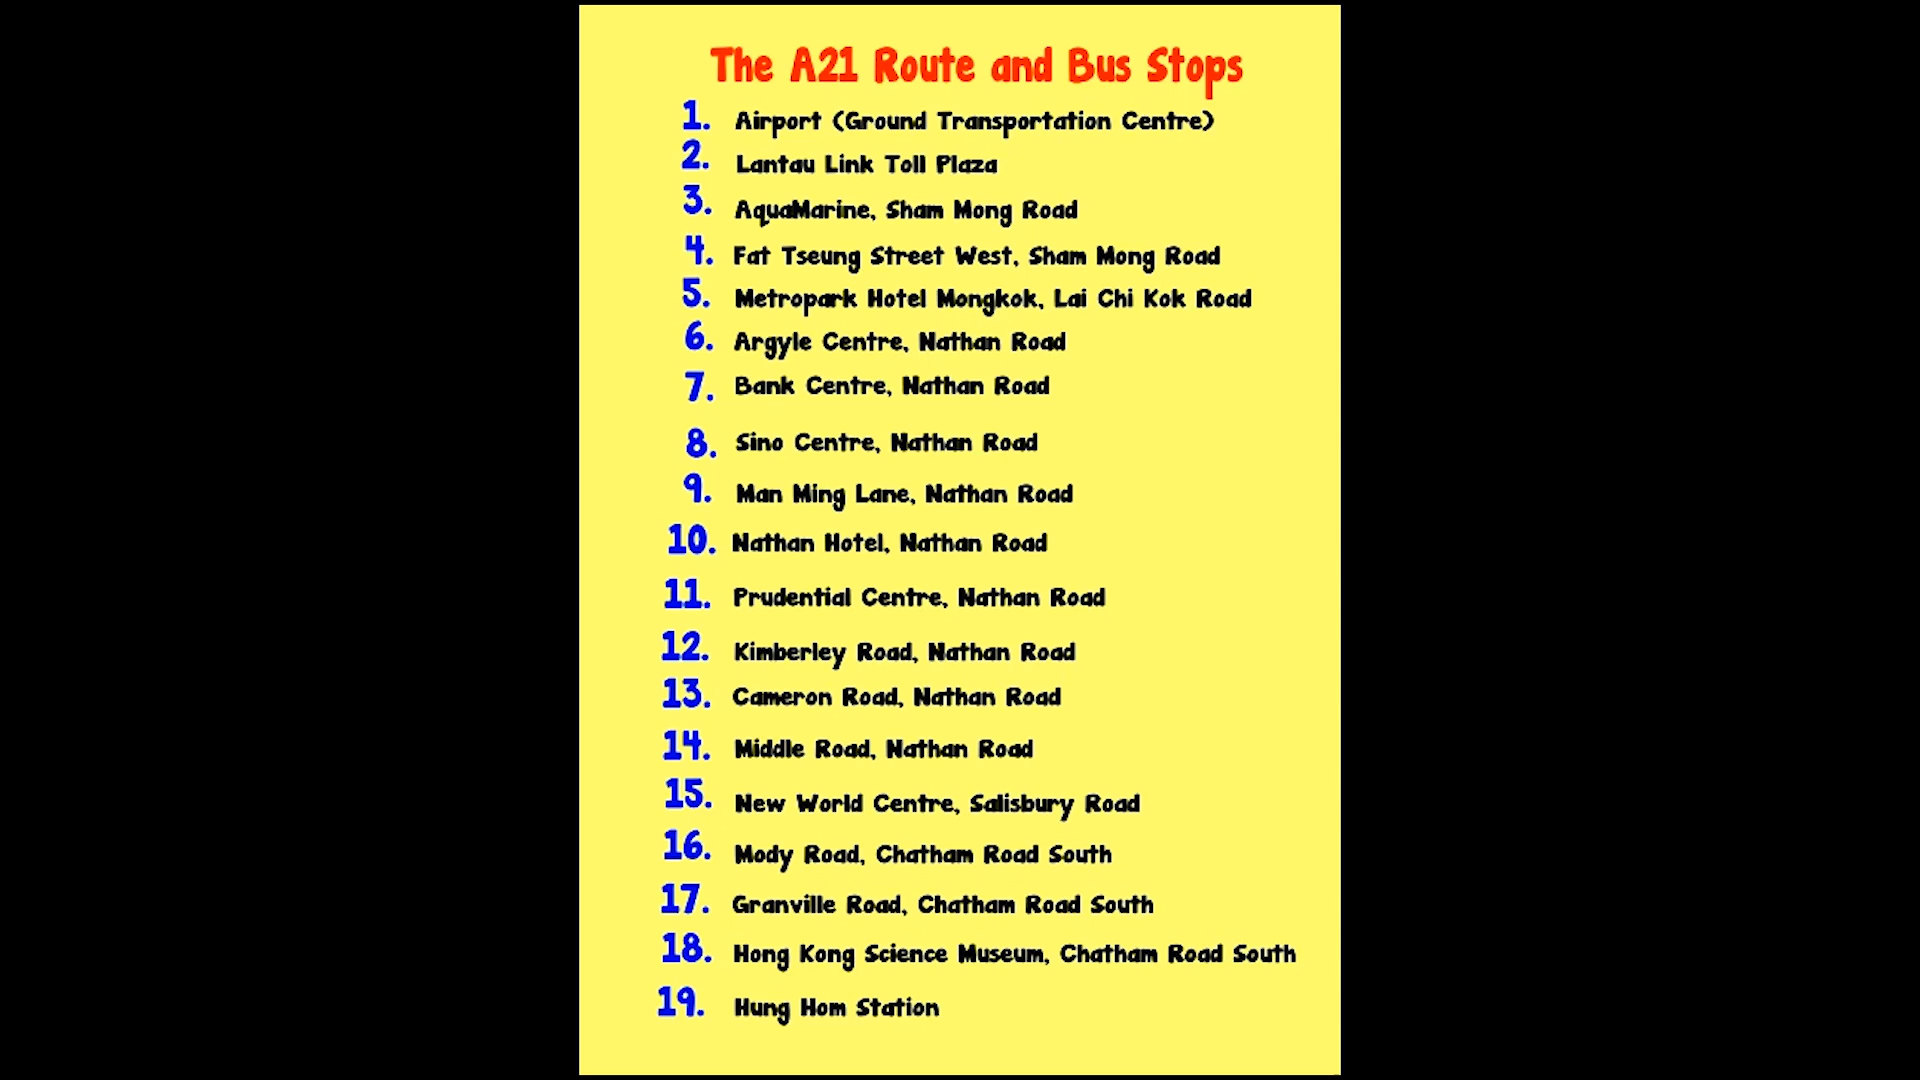 The A21 Route and Bus Stops
1. Airport (Ground Transportation Centre)
2. Lantau Link Toll Plaza
3. AquaMarine, Sham Mong Road
4. Fat Tseung Street West, Sham Mong Road
5. Metropark Hotel Mongkok, Lai Chi Kok Road
6. Argyle Centre, Nathan Road
7. Bank Centre, Nathan Road
8. Sino Centre, Nathan Road
9. Man Ming Lane, Nathan Road
10. Nathan Hotel, Nathan Road
11. Prudential Centre, Nathan Road
12. Kimberley Road, Nathan Road
13. Cameron Road, Nathan Road
14. Middle Road, Nathan Road
15. New World Centre, Salisbury Road
16. Mody Road, Chatham Road South
17. Granville Road, Chatham Road South
18. Hong Kong Science Museum, Chatham Road South
19. Hung Hom Station